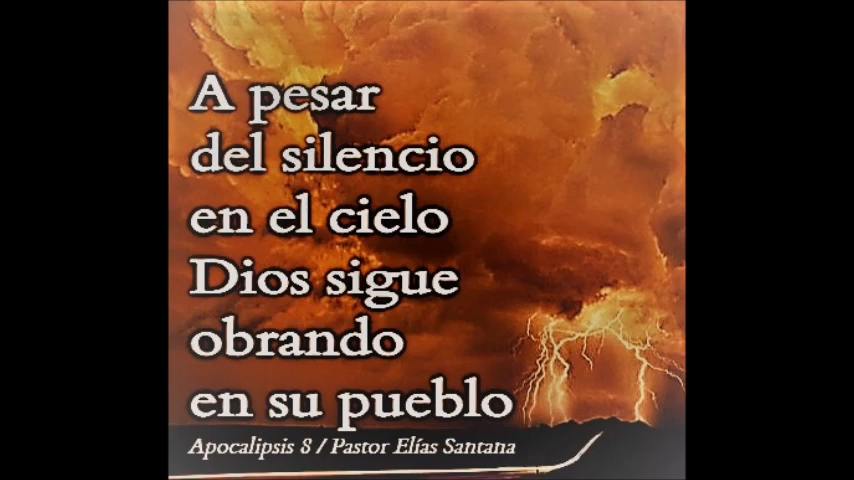 A pesar
del silencio
en el cielo
Dios sigue
obrando
en su pueblo
Apocalipsis 8 / Pastor Elías Santana